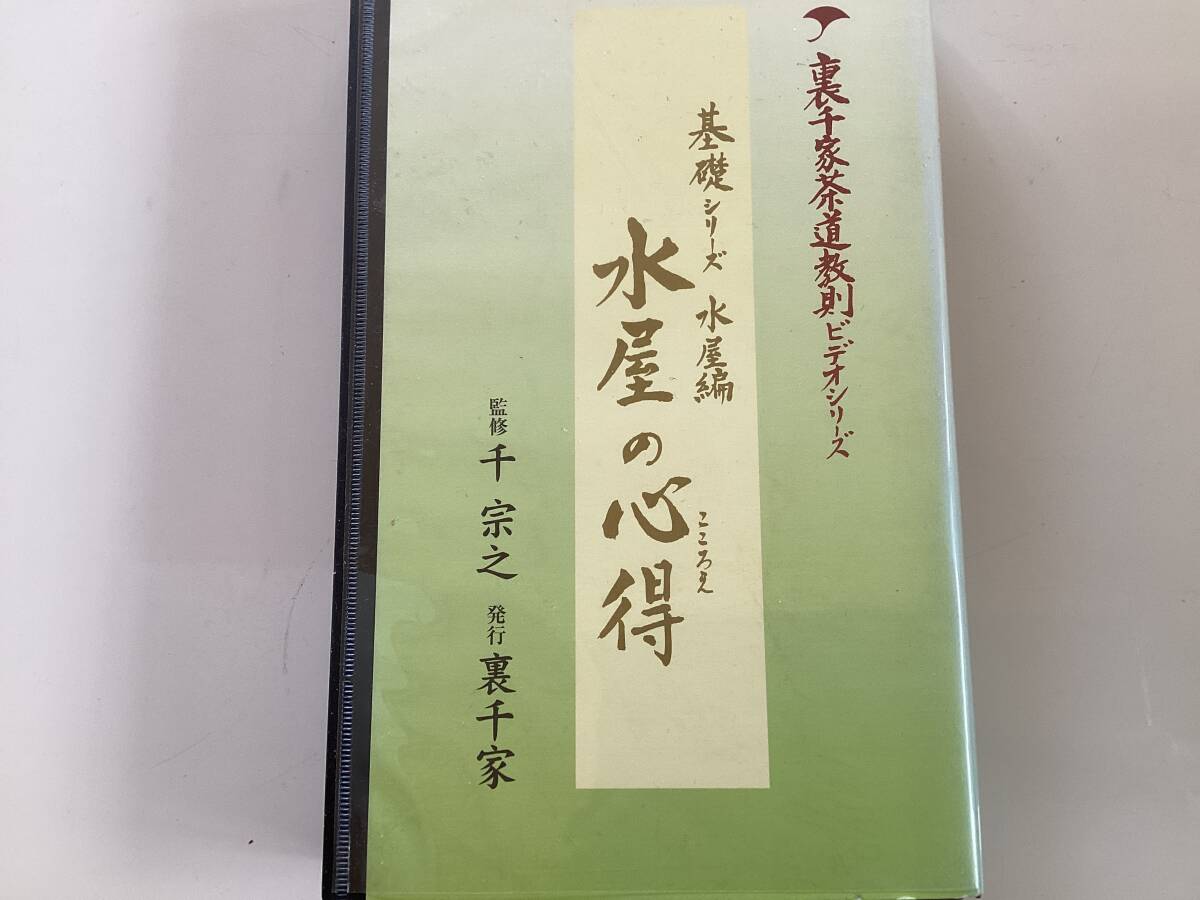 裏千家茶道教則ビデオシリーズ
基礎シリーズ 水屋編
水屋の心得
こころえ
監修 千宗之 発行 裏千家